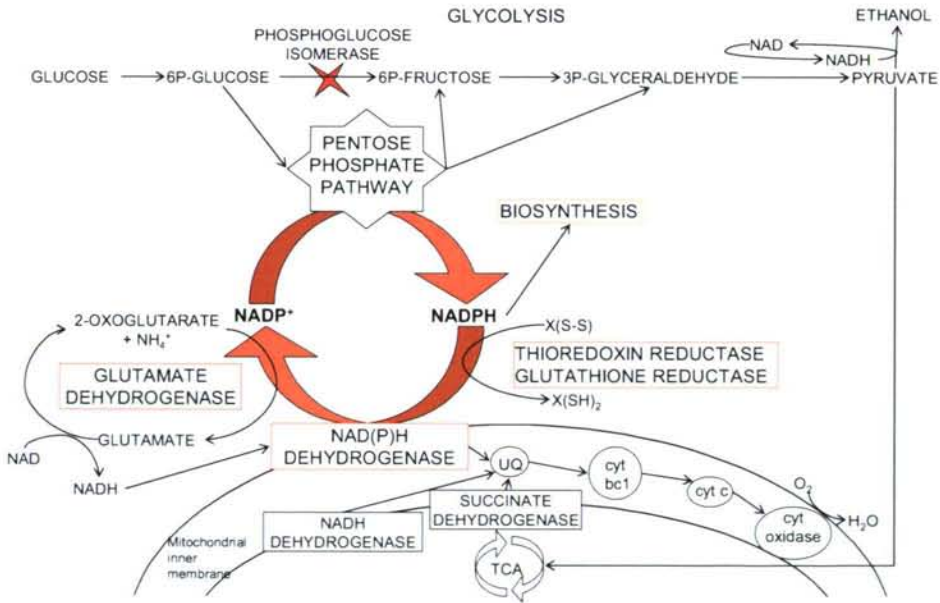 GLYCOLYSIS
ETHANOL
PHOSPHOGLUCOSE
ISOMERASE
NAD
NADH
GLUCOSE
6P-GLUCOSE
6P-FRUCTOSE
3P-GLYCERALDEHYDE
PYRUVATE
PENTOSE
PHOSPHATE
PATHWAY
BIOSYNTHESIS
NADP⁺
NADPH
2-OXOGLUTARATE
+ NH₄⁺
X(S-S)
THIOREDOXIN REDUCTASE
GLUTATHIONE REDUCTASE
X(SH)₂
GLUTAMATE
DEHYDROGENASE
GLUTAMATE
NAD
NADH
NAD(P)H
DEHYDROGENASE
UQ
cyt
bc1
cyt c
O₂
H₂O
cyt
oxidase
SUCCINATE
DEHYDROGENASE
NADH
DEHYDROGENASE
Mitochondrial
inner
membrane
TCA